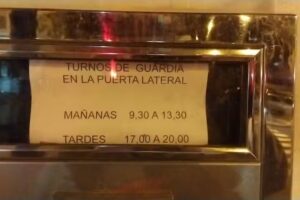 TURNOS DE GUARDIA
EN LA PUERTA LATERAL
MAÑANAS 9,30 A 13,30
TARDES 17,00 A 20,00